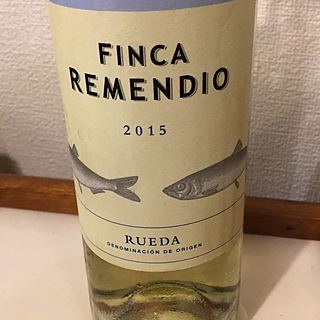 FINCA
REMENDIO
2015
RUEDA
DENOMINACIÓN DE ORIGEN